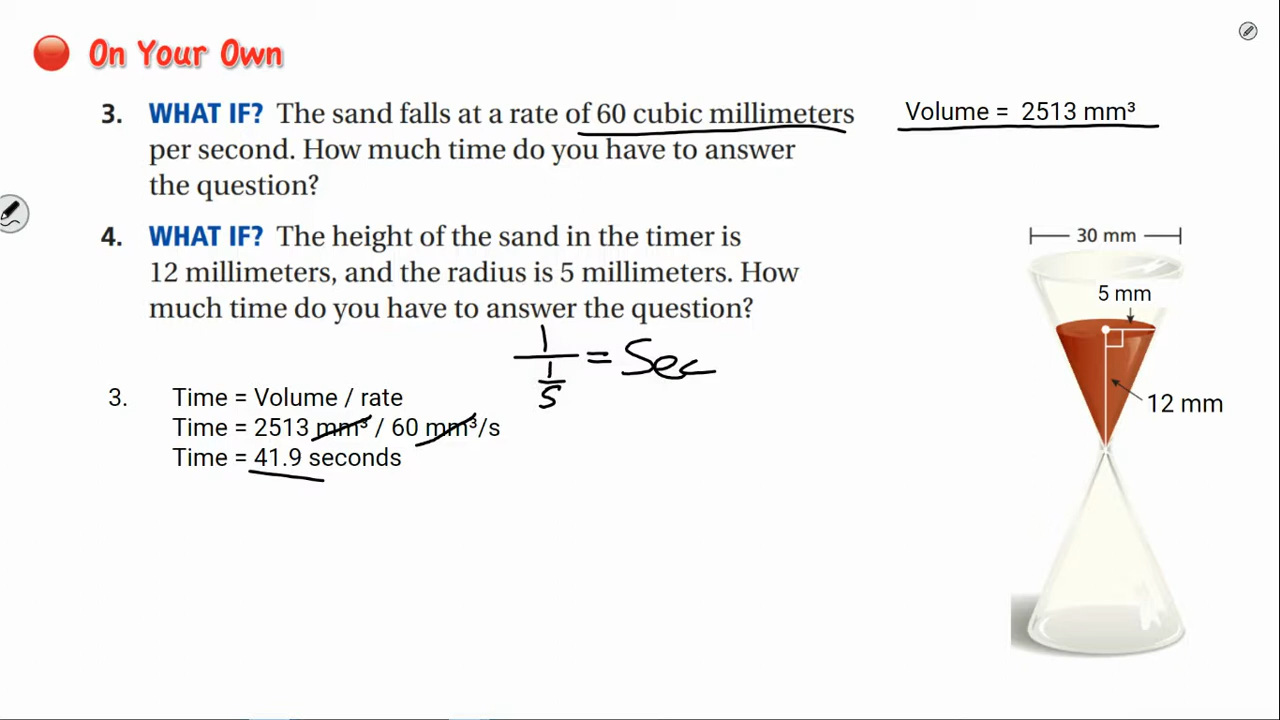 On Your Own
3. WHAT IF? The sand falls at a rate of 60 cubic millimeters
per second. How much time do you have to answer
the question?
Volume = 2513 mm³
4. WHAT IF? The height of the sand in the timer is
12 millimeters, and the radius is 5 millimeters. How
much time do you have to answer the question?
30 mm
5 mm
12 mm
1
1
s
= Sec
3. Time = Volume / rate
Time = 2513 mm³ / 60 mm³/s
Time = 41.9 seconds